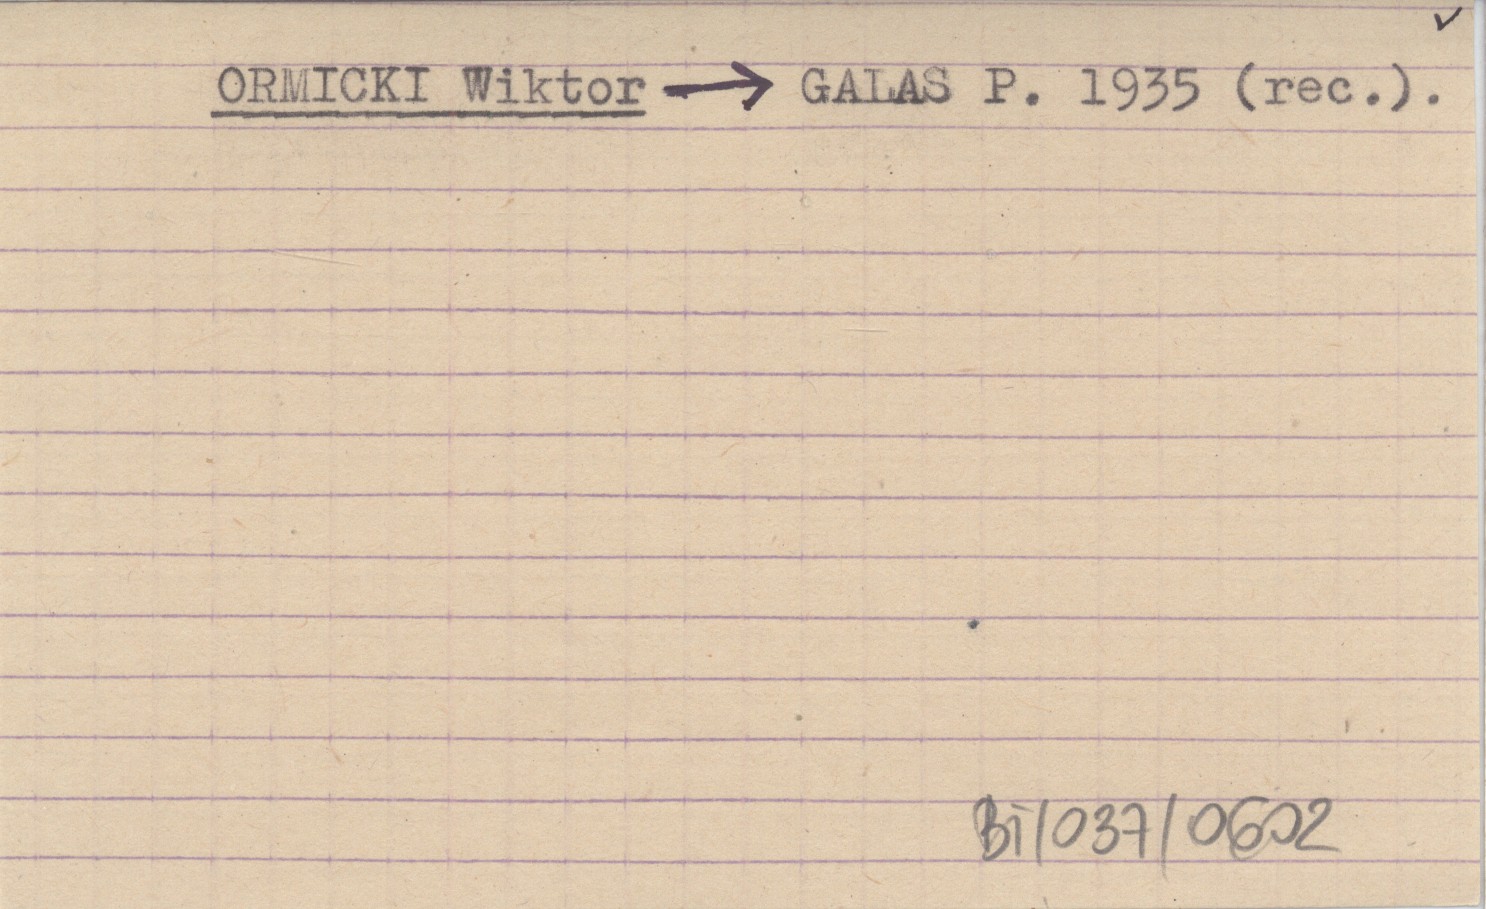 ORMICKI Wiktor → GALAS P. 1935 (rec.).
BI/037/0602